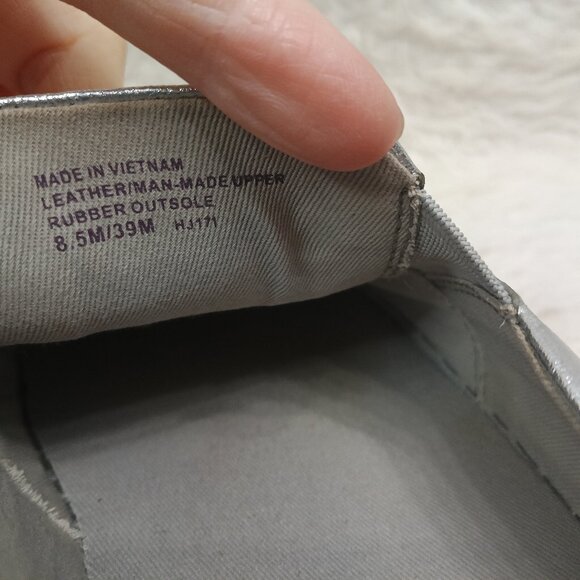 MADE IN VIETNAM
LEATHER/MAN-MADE UPPER
RUBBER OUTSOLE
8.5M/39M HJ171